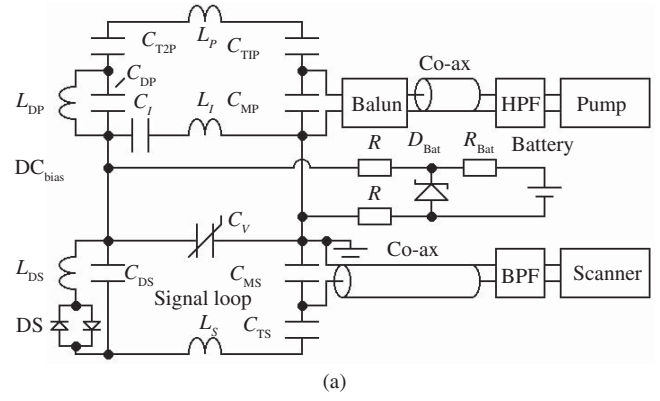 L_P
C_T2P
C_TIP
C_DP
Co-ax
L_DP
C_I
L_I
C_MP
Balun
HPF
Pump
R
D_Bat
R_Bat
Battery
DC_bias
R
C_V
L_DS
C_DS
C_MS
Co-ax
Signal loop
BPF
Scanner
DS
L_S
C_TS
(a)